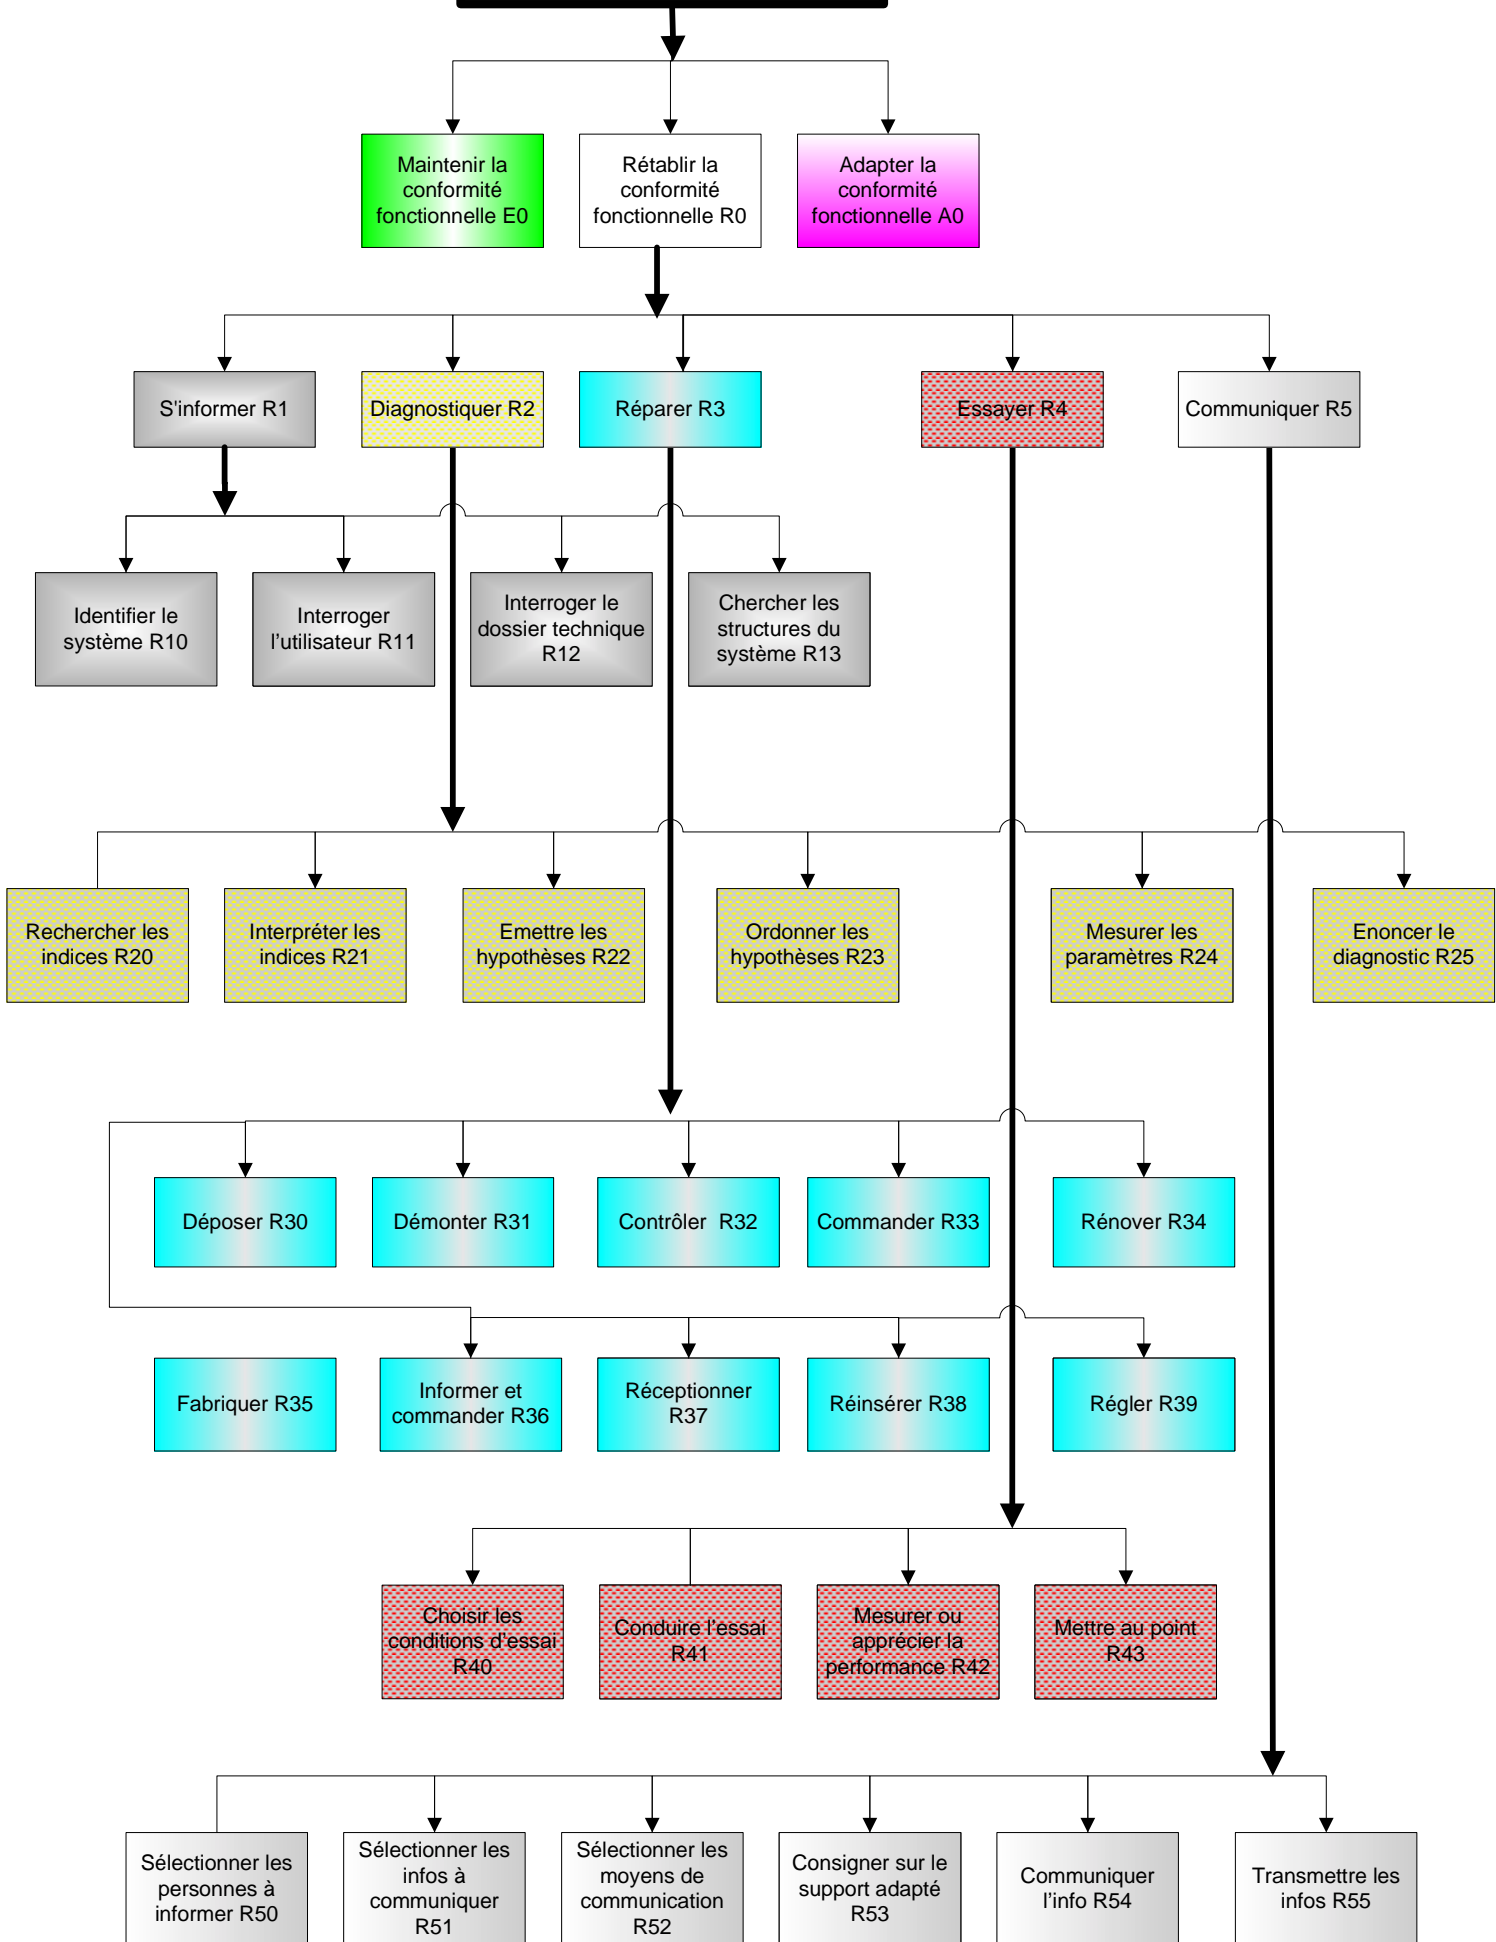 Maintenir la
conformité
fonctionnelle E0
Rétablir la
conformité
fonctionnelle R0
Adapter la
conformité
fonctionnelle A0
S'informer R1
Diagnostiquer R2
Réparer R3
Essayer R4
Communiquer R5
Identifier le
système R10
Interroger
l'utilisateur R11
Interroger le
dossier technique
R12
Chercher les
structures du
système R13
Rechercher les
indices R20
Interpréter les
indices R21
Emettre les
hypothèses R22
Ordonner les
hypothèses R23
Mesurer les
paramètres R24
Enoncer le
diagnostic R25
Déposer R30
Démonter R31
Contrôler  R32
Commander R33
Rénover R34
Fabriquer R35
Informer et
commander R36
Réceptionner
R37
Réinsérer R38
Régler R39
Choisir les
conditions d'essai
R40
Conduire l'essai
R41
Mesurer ou
apprécier la
performance R42
Mettre au point
R43
Sélectionner les
personnes à
informer R50
Sélectionner les
infos à
communiquer
R51
Sélectionner les
moyens de
communication
R52
Consigner sur le
support adapté
R53
Communiquer
l'info R54
Transmettre les
infos R55